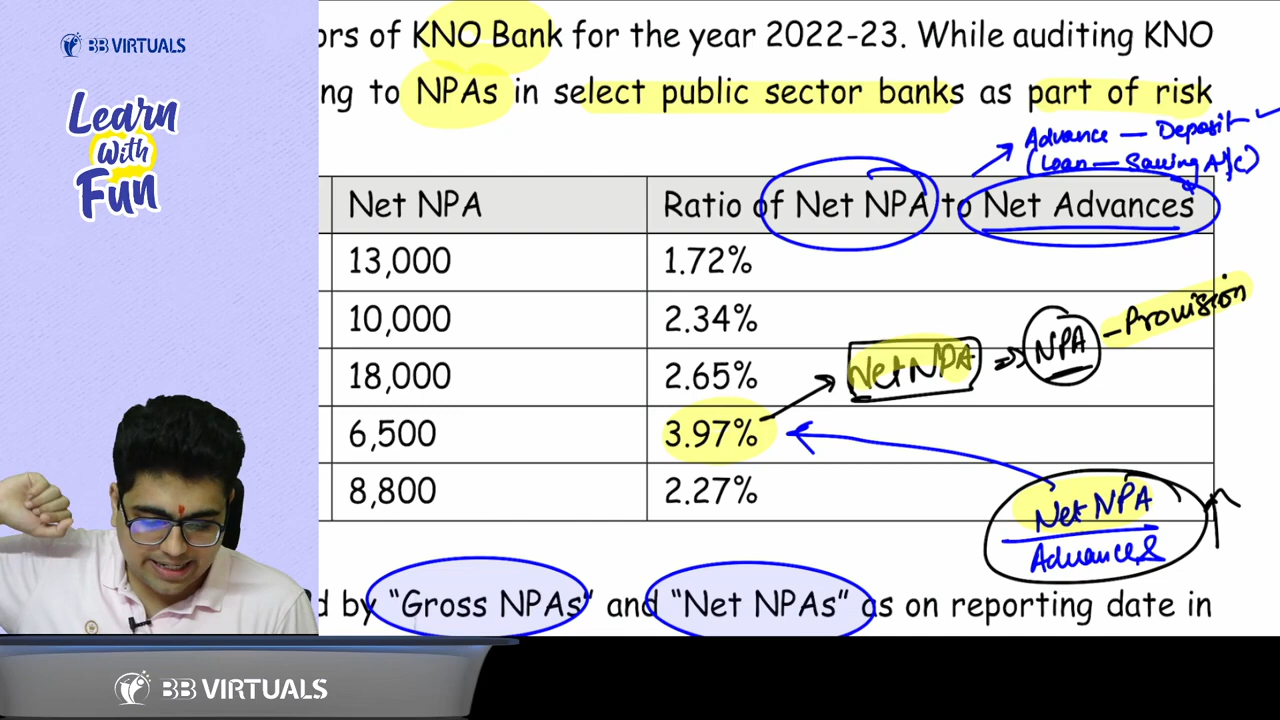 BB VIRTUALS
Learn
With
Fun
ors of KNO Bank for the year 2022-23. While auditing KNO
ng to NPAs in select public sector banks as part of risk
Advance — Deposit
(Loan — Saving A/c)
Net NPA Ratio of Net NPA to Net Advances
13,000 1.72%
10,000 2.34%
18,000 2.65%
Net NPA => NPA - Provision
6,500 3.97%
8,800 2.27%
Net NPA
Advances
d by "Gross NPAs" and "Net NPAs" as on reporting date in
BB VIRTUALS